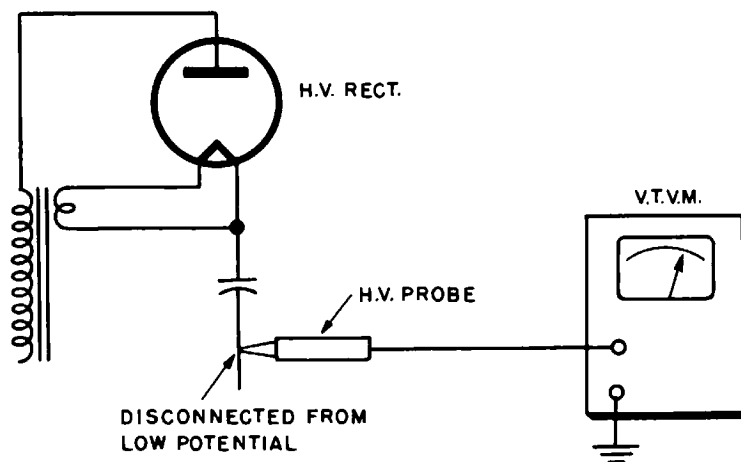 H.V. RECT.
V.T.V.M.
H.V. PROBE
DISCONNECTED FROM
LOW POTENTIAL